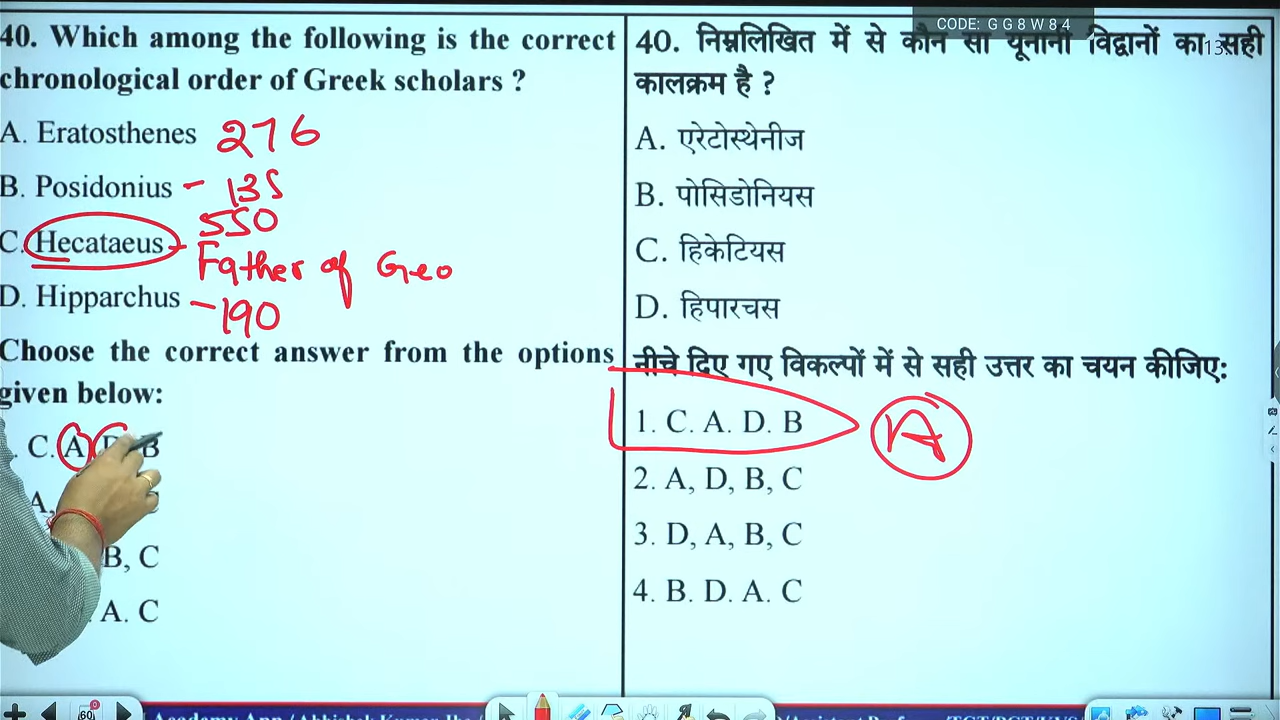 CODE: G G 8 W 8 4
40. Which among the following is the correct
chronological order of Greek scholars ?
A. Eratosthenes 276
B. Posidonius - 135
550
C. Hecataeus -
Father of Geo
D. Hipparchus - 190
Choose the correct answer from the options
given below:
. C. A B
A,
B, C
A. C
40. निम्नलिखित में से कौन सा यूनानी विद्वानों का सही
कालक्रम है ?
A. एरेटोस्थेनीज
B. पोसिडोनियस
C. हिकेटियस
D. हिपारचस
नीचे दिए गए विकल्पों में से सही उत्तर का चयन कीजिए:
1. C. A. D. B A
2. A, D, B, C
3. D, A, B, C
4. B. D. A. C
60